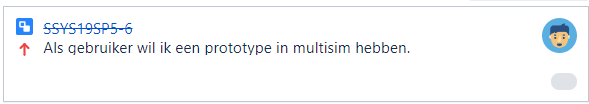 SSYS19SP5-6
Als gebruiker wil ik een prototype in multisim hebben.